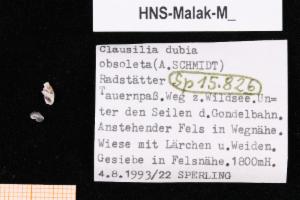 HNS-Malak-M_
Clausilia dubia
obsoleta(A.SCHMIDT)
Radstätter Sp 15.826
Tauernpaß.Weg z.Wildsee.Un-
ter den Seilen d.Gondelbahn.
Anstehender Fels in Wegnähe.
Wiese mit Lärchen u.Weiden.
Gesiebe in Felsnähe.1800mH.
4.8.1993/22 SPERLING